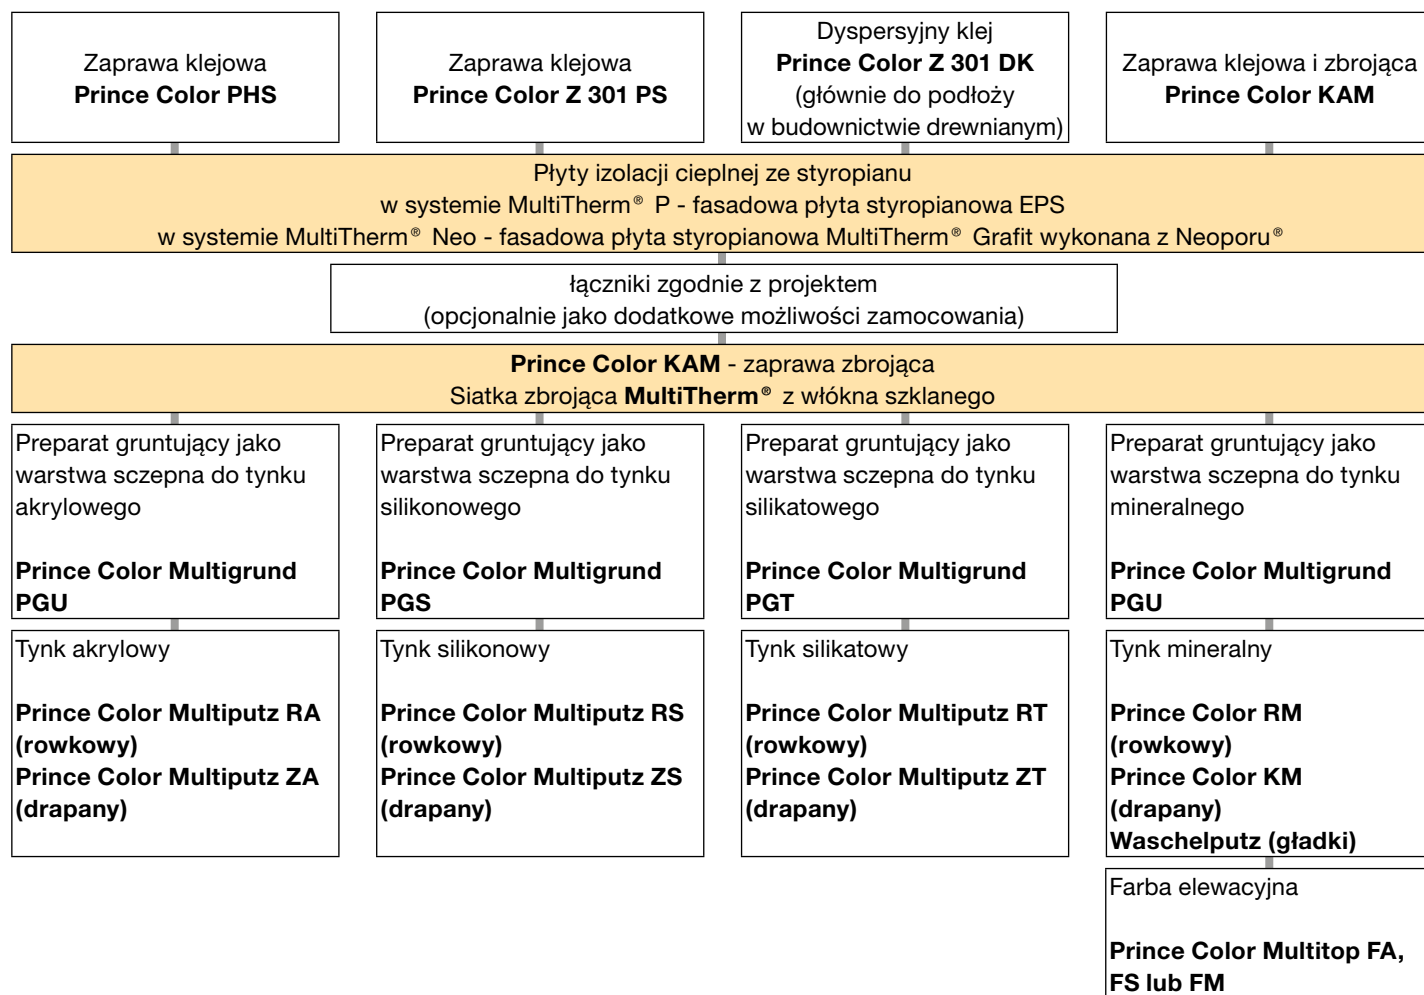 Zaprawa klejowa
Prince Color PHS
Zaprawa klejowa
Prince Color Z 301 PS
Dyspersyjny klej
Prince Color Z 301 DK
(głównie do podłoży
w budownictwie drewnianym)
Zaprawa klejowa i zbrojąca
Prince Color KAM
Płyty izolacji cieplnej ze styropianu
w systemie MultiTherm® P - fasadowa płyta styropianowa EPS
w systemie MultiTherm® Neo - fasadowa płyta styropianowa MultiTherm® Grafit wykonana z Neoporu®
łączniki zgodnie z projektem
(opcjonalnie jako dodatkowe możliwości zamocowania)
Prince Color KAM - zaprawa zbrojąca
Siatka zbrojąca MultiTherm® z włókna szklanego
Preparat gruntujący jako
warstwa sczepna do tynku
akrylowego
Prince Color Multigrund
PGU
Preparat gruntujący jako
warstwa sczepna do tynku
silikonowego
Prince Color Multigrund
PGS
Preparat gruntujący jako
warstwa sczepna do tynku
silikatowego
Prince Color Multigrund
PGT
Preparat gruntujący jako
warstwa sczepna do tynku
mineralnego
Prince Color Multigrund
PGU
Tynk akrylowy
Prince Color Multiputz RA
(rowkowy)
Prince Color Multiputz ZA
(drapany)
Tynk silikonowy
Prince Color Multiputz RS
(rowkowy)
Prince Color Multiputz ZS
(drapany)
Tynk silikatowy
Prince Color Multiputz RT
(rowkowy)
Prince Color Multiputz ZT
(drapany)
Tynk mineralny
Prince Color RM
(rowkowy)
Prince Color KM
(drapany)
Waschelputz (gładki)
Farba elewacyjna
Prince Color Multitop FA,
FS lub FM